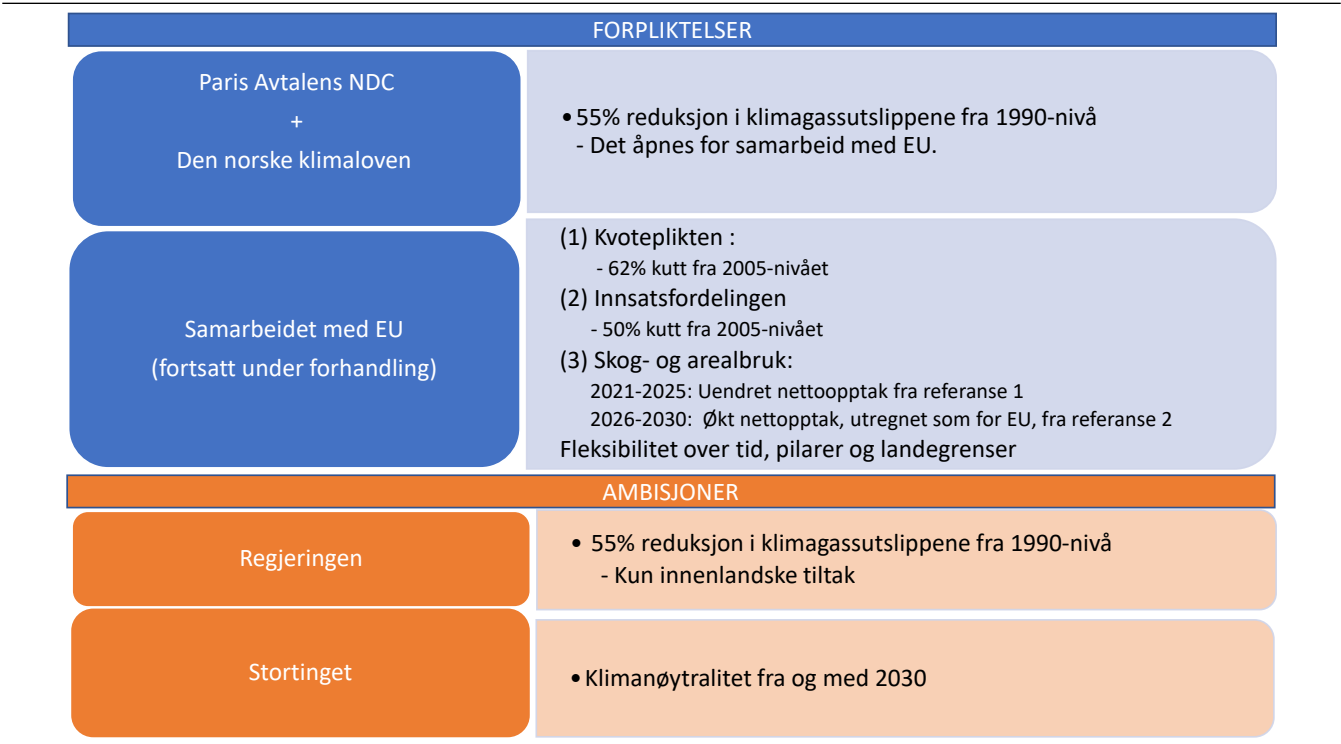 FORPLIKTELSER
Paris Avtalens NDC
+
Den norske klimaloven
•55% reduksjon i klimagassutslippene fra 1990-nivå
- Det åpnes for samarbeid med EU.
Samarbeidet med EU
(fortsatt under forhandling)
(1) Kvoteplikten :
- 62% kutt fra 2005-nivået
(2) Innsatsfordelingen
- 50% kutt fra 2005-nivået
(3) Skog- og arealbruk:
2021-2025: Uendret nettoopptak fra referanse 1
2026-2030: Økt nettopptak, utregnet som for EU, fra referanse 2
Fleksibilitet over tid, pilarer og landegrenser
AMBISJONER
Regjeringen
• 55% reduksjon i klimagassutslippene fra 1990-nivå
- Kun innenlandske tiltak
Stortinget
•Klimanøytralitet fra og med 2030